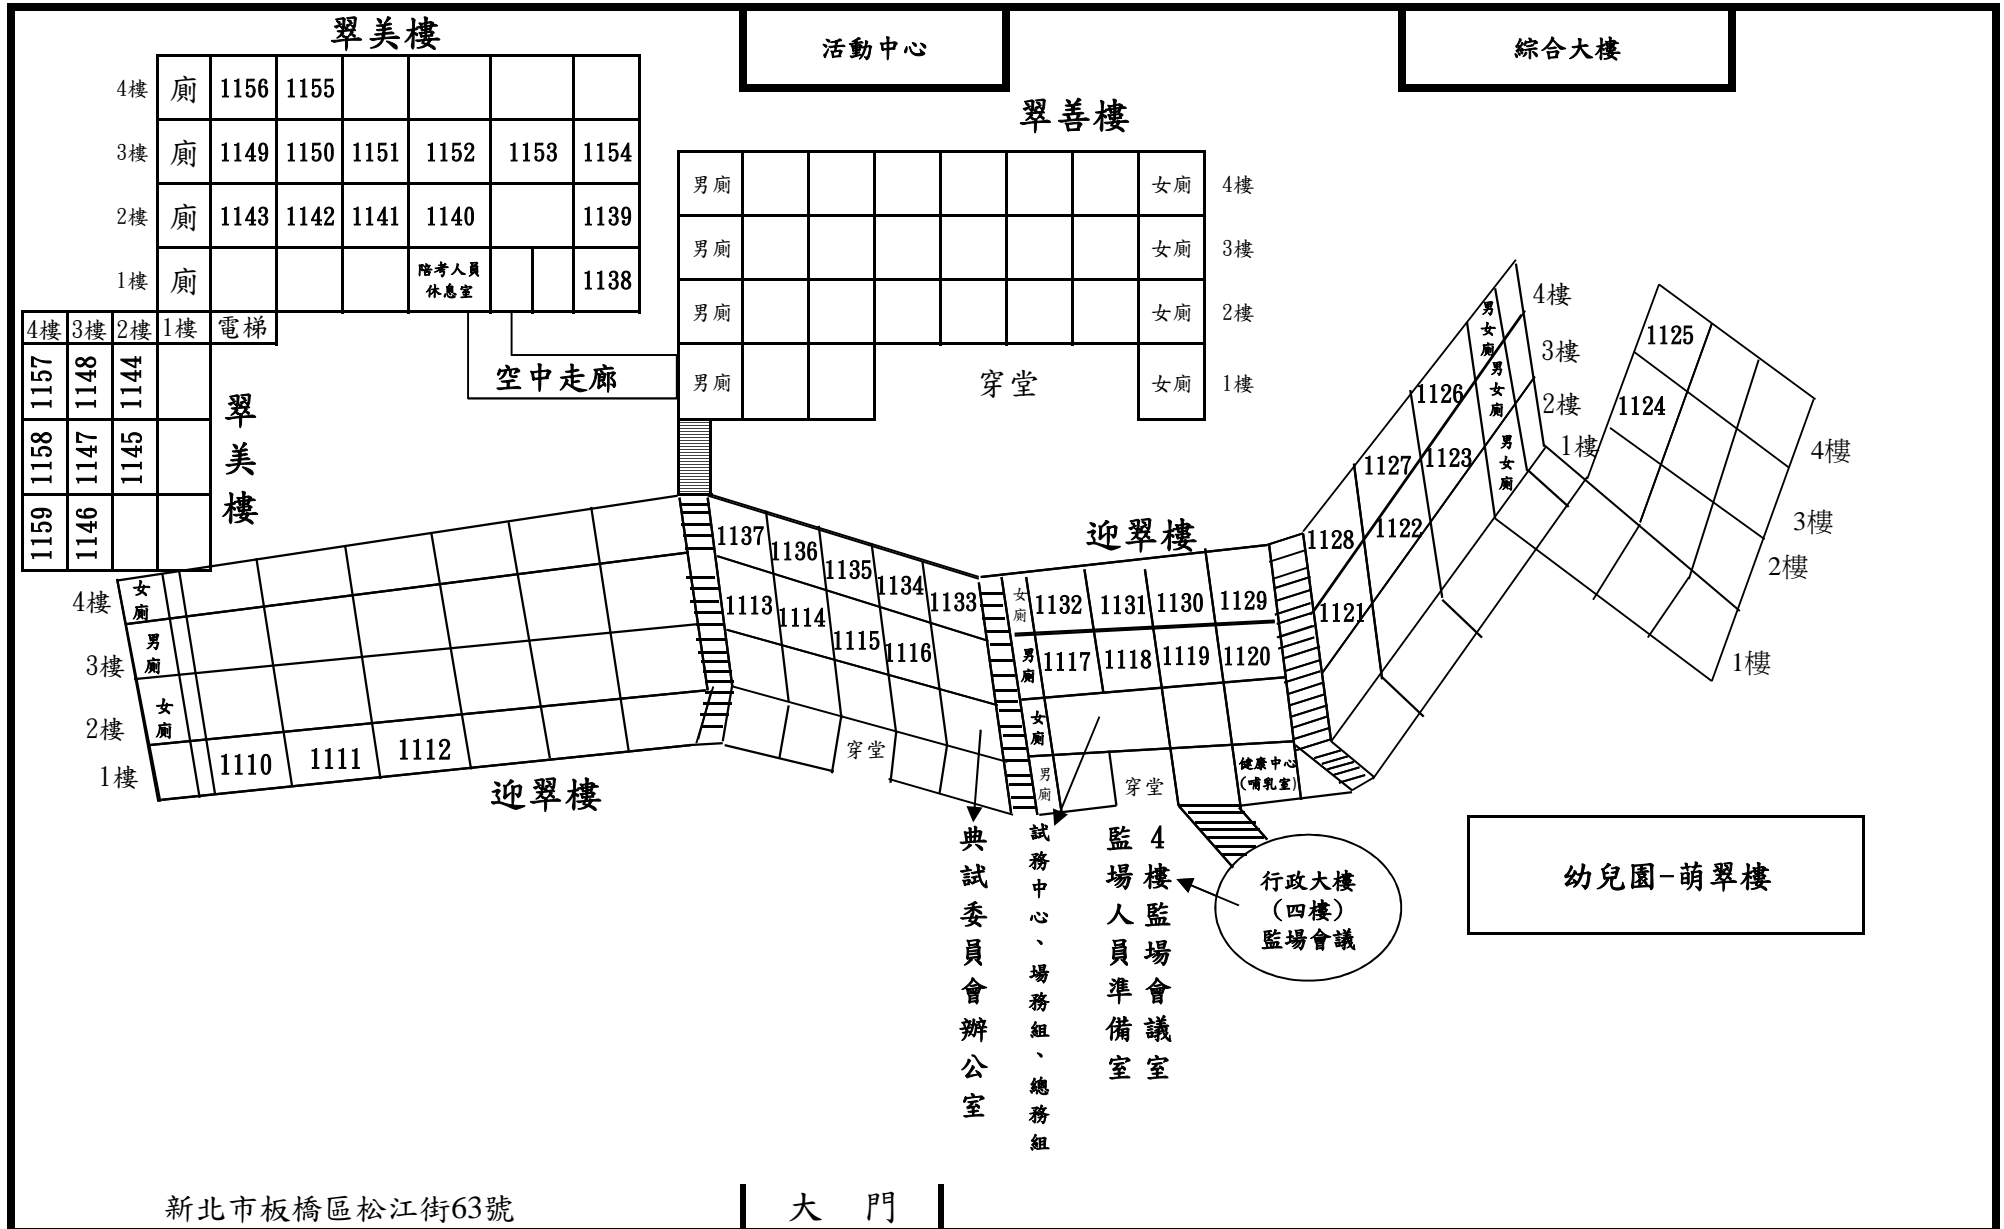 翠美樓
活動中心
綜合大樓
4樓 廁 1156 1155
3樓 廁 1149 1150 1151 1152 1153 1154
2樓 廁 1143 1142 1141 1140 1139
1樓 廁 陪考人員休息室 1138
4樓 3樓 2樓 1樓 電梯
1157 1148 1144
1158 1147 1145
1159 1146
翠美樓
空中走廊
翠善樓
男廁 女廁 4樓
男廁 女廁 3樓
男廁 女廁 2樓
男廁 穿堂 女廁 1樓
4樓 女廁
3樓 男廁
2樓 女廁
1樓 1110 1111 1112
迎翠樓
1137 1136 1135 1134 1133
1113 1114 1115 1116
穿堂
迎翠樓
女廁 1132 1131 1130 1129
男廁 1117 1118 1119 1120
女廁
男廁 穿堂 健康中心
(哺乳室)
1128 1127 1126 男女廁 4樓
1121 1122 1123 男女廁 3樓
男女廁 2樓
1樓
1125
1124
4樓
3樓
2樓
1樓
典試委員會辦公室
試務中心、場務組、總務組
4樓監場會議室
監場人員準備室
行政大樓
(四樓)
監場會議
幼兒園-萌翠樓
新北市板橋區松江街63號
大 門